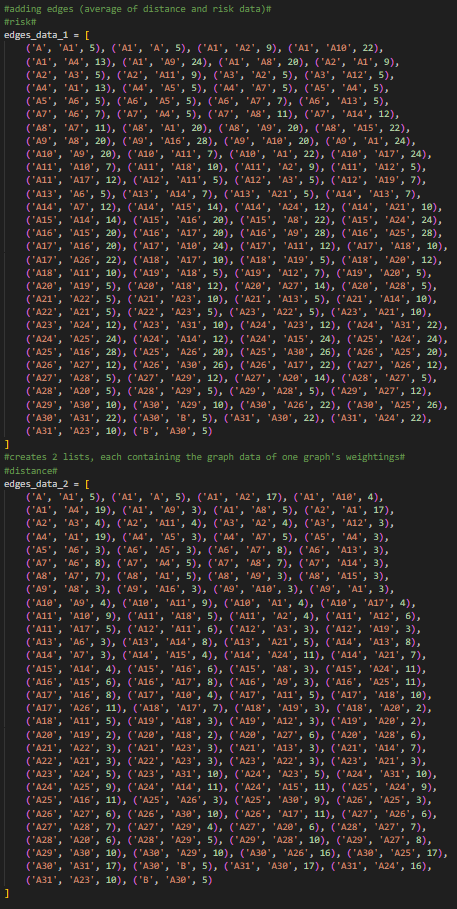 #adding edges (average of distance and risk data)#
#risk#
edges_data_1 = [
('A', 'A1', 5), ('A1', 'A', 5), ('A1', 'A2', 9), ('A1', 'A10', 22),
('A1', 'A4', 13), ('A1', 'A9', 24), ('A1', 'A8', 20), ('A2', 'A1', 9),
('A2', 'A3', 5), ('A2', 'A11', 9), ('A3', 'A2', 5), ('A3', 'A12', 5),
('A4', 'A1', 13), ('A4', 'A5', 5), ('A4', 'A7', 5), ('A5', 'A4', 5),
('A5', 'A6', 5), ('A6', 'A5', 5), ('A6', 'A7', 7), ('A6', 'A13', 5),
('A7', 'A6', 7), ('A7', 'A4', 5), ('A7', 'A8', 11), ('A7', 'A14', 12),
('A8', 'A7', 11), ('A8', 'A1', 20), ('A8', 'A9', 20), ('A8', 'A15', 22),
('A9', 'A8', 20), ('A9', 'A16', 28), ('A9', 'A10', 20), ('A9', 'A1', 24),
('A10', 'A9', 20), ('A10', 'A11', 7), ('A10', 'A1', 22), ('A10', 'A17', 24),
('A11', 'A10', 7), ('A11', 'A18', 10), ('A11', 'A2', 9), ('A11', 'A12', 5),
('A11', 'A17', 12), ('A12', 'A11', 5), ('A12', 'A3', 5), ('A12', 'A19', 7),
('A13', 'A6', 5), ('A13', 'A14', 7), ('A13', 'A21', 5), ('A14', 'A13', 7),
('A14', 'A7', 12), ('A14', 'A15', 14), ('A14', 'A24', 12), ('A14', 'A21', 10),
('A15', 'A14', 14), ('A15', 'A16', 20), ('A15', 'A8', 22), ('A15', 'A24', 24),
('A16', 'A15', 20), ('A16', 'A17', 20), ('A16', 'A9', 28), ('A16', 'A25', 28),
('A17', 'A16', 20), ('A17', 'A10', 24), ('A17', 'A11', 12), ('A17', 'A18', 10),
('A17', 'A26', 22), ('A18', 'A17', 10), ('A18', 'A19', 5), ('A18', 'A20', 12),
('A18', 'A11', 10), ('A19', 'A18', 5), ('A19', 'A12', 7), ('A19', 'A20', 5),
('A20', 'A19', 5), ('A20', 'A18', 12), ('A20', 'A27', 14), ('A20', 'A28', 5),
('A21', 'A22', 5), ('A21', 'A23', 10), ('A21', 'A13', 5), ('A21', 'A14', 10),
('A22', 'A21', 5), ('A22', 'A23', 5), ('A23', 'A22', 5), ('A23', 'A21', 10),
('A23', 'A24', 12), ('A23', 'A31', 10), ('A24', 'A23', 12), ('A24', 'A31', 22),
('A24', 'A25', 24), ('A24', 'A14', 12), ('A24', 'A15', 24), ('A25', 'A24', 24),
('A25', 'A16', 28), ('A25', 'A26', 20), ('A25', 'A30', 26), ('A26', 'A25', 20),
('A26', 'A27', 12), ('A26', 'A30', 26), ('A26', 'A17', 22), ('A27', 'A26', 12),
('A27', 'A28', 5), ('A27', 'A29', 12), ('A27', 'A20', 14), ('A28', 'A27', 5),
('A28', 'A20', 5), ('A28', 'A29', 5), ('A29', 'A28', 5), ('A29', 'A27', 12),
('A29', 'A30', 10), ('A30', 'A29', 10), ('A30', 'A26', 22), ('A30', 'A25', 26),
('A30', 'A31', 22), ('A30', 'B', 5), ('A31', 'A30', 22), ('A31', 'A24', 22),
('A31', 'A23', 10), ('B', 'A30', 5)
]
#creates 2 lists, each containing the graph data of one graph's weightings#
#distance#
edges_data_2 = [
('A', 'A1', 5), ('A1', 'A', 5), ('A1', 'A2', 17), ('A1', 'A10', 4),
('A1', 'A4', 19), ('A1', 'A9', 3), ('A1', 'A8', 5), ('A2', 'A1', 17),
('A2', 'A3', 4), ('A2', 'A11', 4), ('A3', 'A2', 4), ('A3', 'A12', 3),
('A4', 'A1', 19), ('A4', 'A5', 3), ('A4', 'A7', 5), ('A5', 'A4', 3),
('A5', 'A6', 3), ('A6', 'A5', 3), ('A6', 'A7', 8), ('A6', 'A13', 3),
('A7', 'A6', 8), ('A7', 'A4', 5), ('A7', 'A8', 7), ('A7', 'A14', 3),
('A8', 'A7', 7), ('A8', 'A1', 5), ('A8', 'A9', 3), ('A8', 'A15', 3),
('A9', 'A8', 3), ('A9', 'A16', 3), ('A9', 'A10', 3), ('A9', 'A1', 3),
('A10', 'A9', 4), ('A10', 'A11', 9), ('A10', 'A1', 4), ('A10', 'A17', 4),
('A11', 'A10', 9), ('A11', 'A18', 5), ('A11', 'A2', 4), ('A11', 'A12', 6),
('A11', 'A17', 5), ('A12', 'A11', 6), ('A12', 'A3', 3), ('A12', 'A19', 3),
('A13', 'A6', 3), ('A13', 'A14', 8), ('A13', 'A21', 5), ('A14', 'A13', 8),
('A14', 'A7', 3), ('A14', 'A15', 4), ('A14', 'A24', 11), ('A14', 'A21', 7),
('A15', 'A14', 4), ('A15', 'A16', 6), ('A15', 'A8', 3), ('A15', 'A24', 11),
('A16', 'A15', 6), ('A16', 'A17', 8), ('A16', 'A9', 3), ('A16', 'A25', 11),
('A17', 'A16', 8), ('A17', 'A10', 4), ('A17', 'A11', 5), ('A17', 'A18', 10),
('A17', 'A26', 11), ('A18', 'A17', 7), ('A18', 'A19', 3), ('A18', 'A20', 2),
('A18', 'A11', 5), ('A19', 'A18', 3), ('A19', 'A12', 3), ('A19', 'A20', 2),
('A20', 'A19', 2), ('A20', 'A18', 2), ('A20', 'A27', 6), ('A20', 'A28', 6),
('A21', 'A22', 3), ('A21', 'A23', 3), ('A21', 'A13', 3), ('A21', 'A14', 7),
('A22', 'A21', 3), ('A22', 'A23', 3), ('A23', 'A22', 3), ('A23', 'A21', 3),
('A23', 'A24', 5), ('A23', 'A31', 10), ('A24', 'A23', 5), ('A24', 'A31', 10),
('A24', 'A25', 9), ('A24', 'A14', 11), ('A24', 'A15', 11), ('A25', 'A24', 9),
('A25', 'A16', 11), ('A25', 'A26', 3), ('A25', 'A30', 9), ('A26', 'A25', 3),
('A26', 'A27', 6), ('A26', 'A30', 10), ('A26', 'A17', 11), ('A27', 'A26', 6),
('A27', 'A28', 7), ('A27', 'A29', 4), ('A27', 'A20', 6), ('A28', 'A27', 7),
('A28', 'A20', 6), ('A28', 'A29', 5), ('A29', 'A28', 10), ('A29', 'A27', 8),
('A29', 'A30', 10), ('A30', 'A29', 10), ('A30', 'A26', 16), ('A30', 'A25', 17),
('A30', 'A31', 17), ('A30', 'B', 5), ('A31', 'A30', 17), ('A31', 'A24', 16),
('A31', 'A23', 10), ('B', 'A30', 5)
]